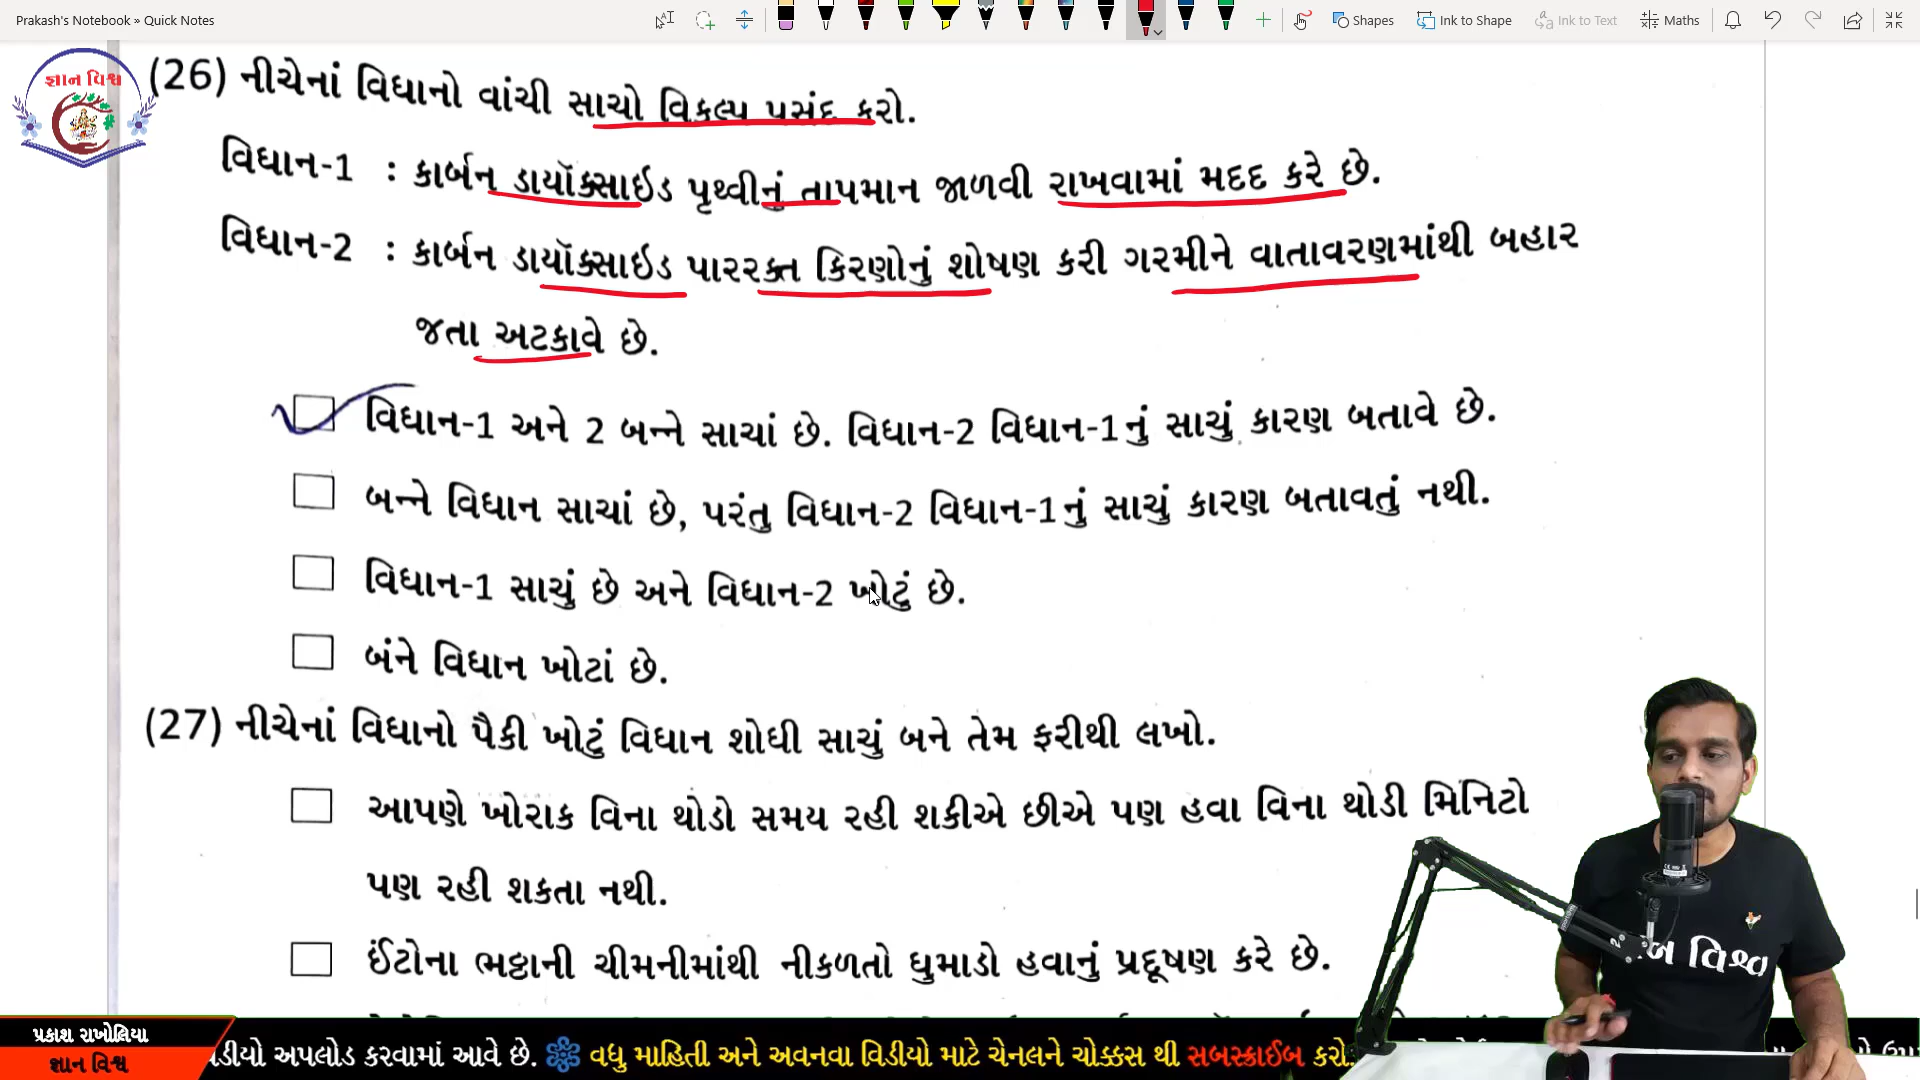 Prakash's Notebook » Quick Notes
Shapes
Ink to Shape
Ink to Text
Maths
જ્ઞાન વિશ્વ
(26) નીચેનાં વિધાનો વાંચી સાચો વિકલ્પ પસંદ કરો.
વિધાન-1 : કાર્બન ડાયૉક્સાઇડ પૃથ્વીનું તાપમાન જાળવી રાખવામાં મદદ કરે છે.
વિધાન-2 : કાર્બન ડાયૉક્સાઇડ પારરક્ત કિરણોનું શોષણ કરી ગરમીને વાતાવરણમાંથી બહાર
જતા અટકાવે છે.
વિધાન-1 અને 2 બન્ને સાચાં છે. વિધાન-2 વિધાન-1નું સાચું કારણ બતાવે છે.
બન્ને વિધાન સાચાં છે, પરંતુ વિધાન-2 વિધાન-1નું સાચું કારણ બતાવતું નથી.
વિધાન-1 સાચું છે અને વિધાન-2 ખોટું છે.
બંને વિધાન ખોટાં છે.
(27) નીચેનાં વિધાનો પૈકી ખોટું વિધાન શોધી સાચું બને તેમ ફરીથી લખો.
આપણે ખોરાક વિના થોડો સમય રહી શકીએ છીએ પણ હવા વિના થોડી મિનિટો
પણ રહી શકતા નથી.
ઈંટોના ભઠ્ઠાની ચીમનીમાંથી નીકળતો ધુમાડો હવાનું પ્રદૂષણ કરે છે.
વિશ્વ
પ્રકાશ રાખોલિયા
જ્ઞાન વિશ્વ
અપલોડ કરવામાં આવે છે. વધુ માહિતી અને અવનવા વિડીયો માટે ચેનલને ચોક્કસ થી સબસ્ક્રાઈબ કરો.